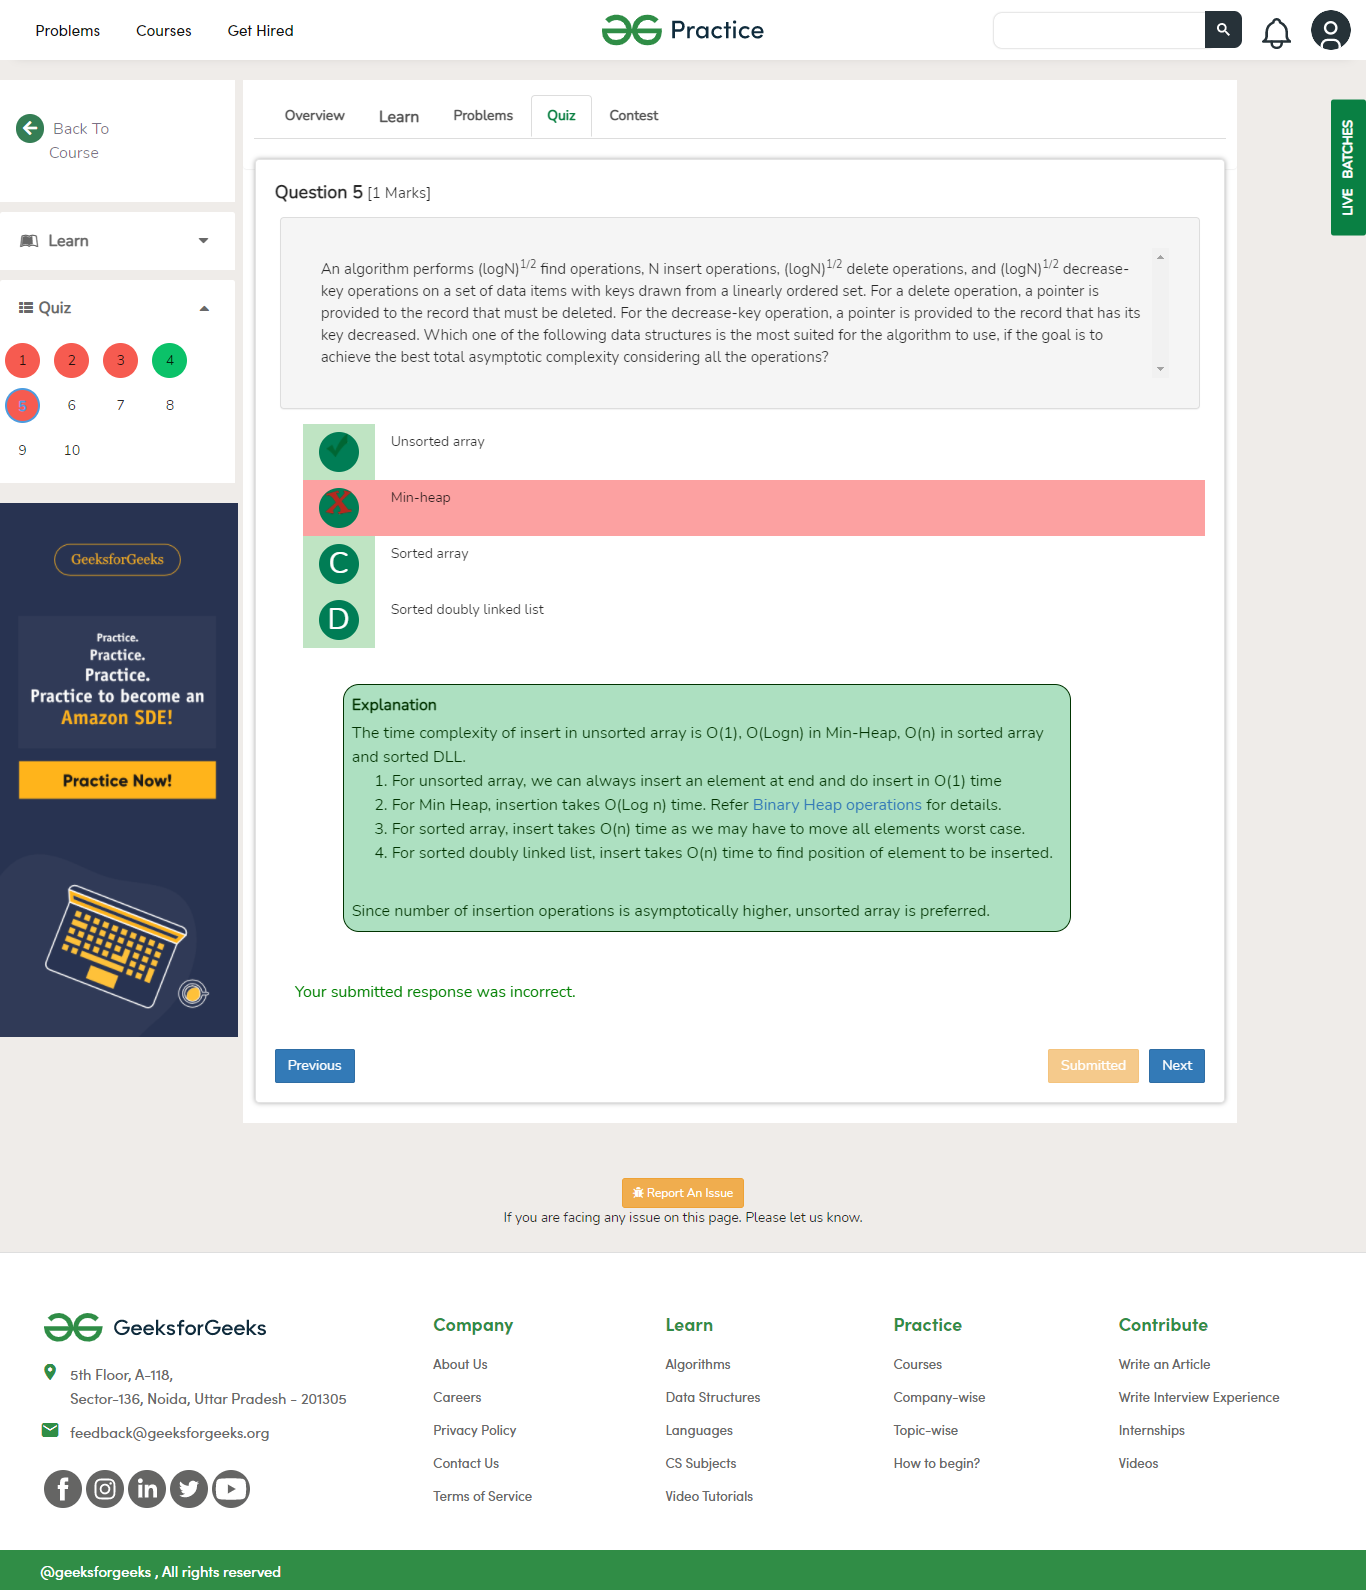 Problems Courses Get Hired
Practice
Back To
Course
Learn
Quiz
1 2 3 4
5 6 7 8
9 10
GeeksforGeeks
Practice.
Practice.
Practice.
Practice to become an
Amazon SDE!
Practice Now!
Overview Learn Problems Quiz Contest
LIVE BATCHES
Question 5 [1 Marks]
An algorithm performs (logN)^1/2 find operations, N insert operations, (logN)^1/2 delete operations, and (logN)^1/2 decrease-
key operations on a set of data items with keys drawn from a linearly ordered set. For a delete operation, a pointer is
provided to the record that must be deleted. For the decrease-key operation, a pointer is provided to the record that has its
key decreased. Which one of the following data structures is the most suited for the algorithm to use, if the goal is to
achieve the best total asymptotic complexity considering all the operations?
Unsorted array
X Min-heap
C Sorted array
D Sorted doubly linked list
Explanation
The time complexity of insert in unsorted array is O(1), O(Logn) in Min-Heap, O(n) in sorted array
and sorted DLL.
1. For unsorted array, we can always insert an element at end and do insert in O(1) time
2. For Min Heap, insertion takes O(Log n) time. Refer Binary Heap operations for details.
3. For sorted array, insert takes O(n) time as we may have to move all elements worst case.
4. For sorted doubly linked list, insert takes O(n) time to find position of element to be inserted.
Since number of insertion operations is asymptotically higher, unsorted array is preferred.
Your submitted response was incorrect.
Previous Submitted Next
Report An Issue
If you are facing any issue on this page. Please let us know.
GeeksforGeeks
5th Floor, A-118,
Sector-136, Noida, Uttar Pradesh - 201305
feedback@geeksforgeeks.org
Company
About Us
Careers
Privacy Policy
Contact Us
Terms of Service
Learn
Algorithms
Data Structures
Languages
CS Subjects
Video Tutorials
Practice
Courses
Company-wise
Topic-wise
How to begin?
Contribute
Write an Article
Write Interview Experience
Internships
Videos
@geeksforgeeks , All rights reserved